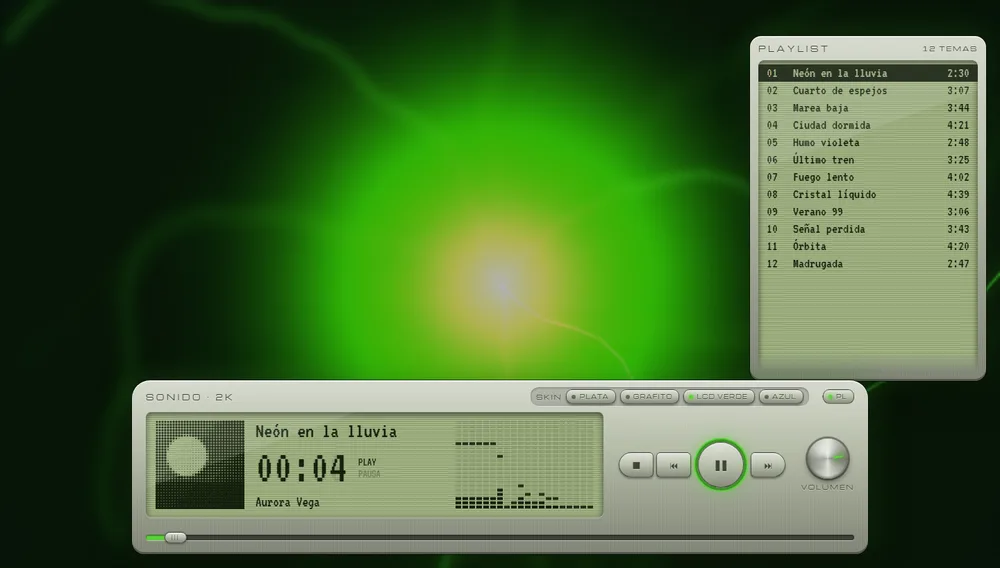 PLAYLIST 12 TEMAS
01 Neón en la lluvia 2:30
02 Cuarto de espejos 3:07
03 Marea baja 3:44
04 Ciudad dormida 4:21
05 Humo violeta 2:48
06 Último tren 3:25
07 Fuego lento 4:02
08 Cristal líquido 4:39
09 Verano 99 3:06
10 Señal perdida 3:43
11 Órbita 4:20
12 Madrugada 2:47
SONIDO · 2K
SKIN PLATA GRAFITO LCD VERDE AZUL PL
Neón en la lluvia
00:04 PLAY
PAUSA
Aurora Vega
VOLUMEN